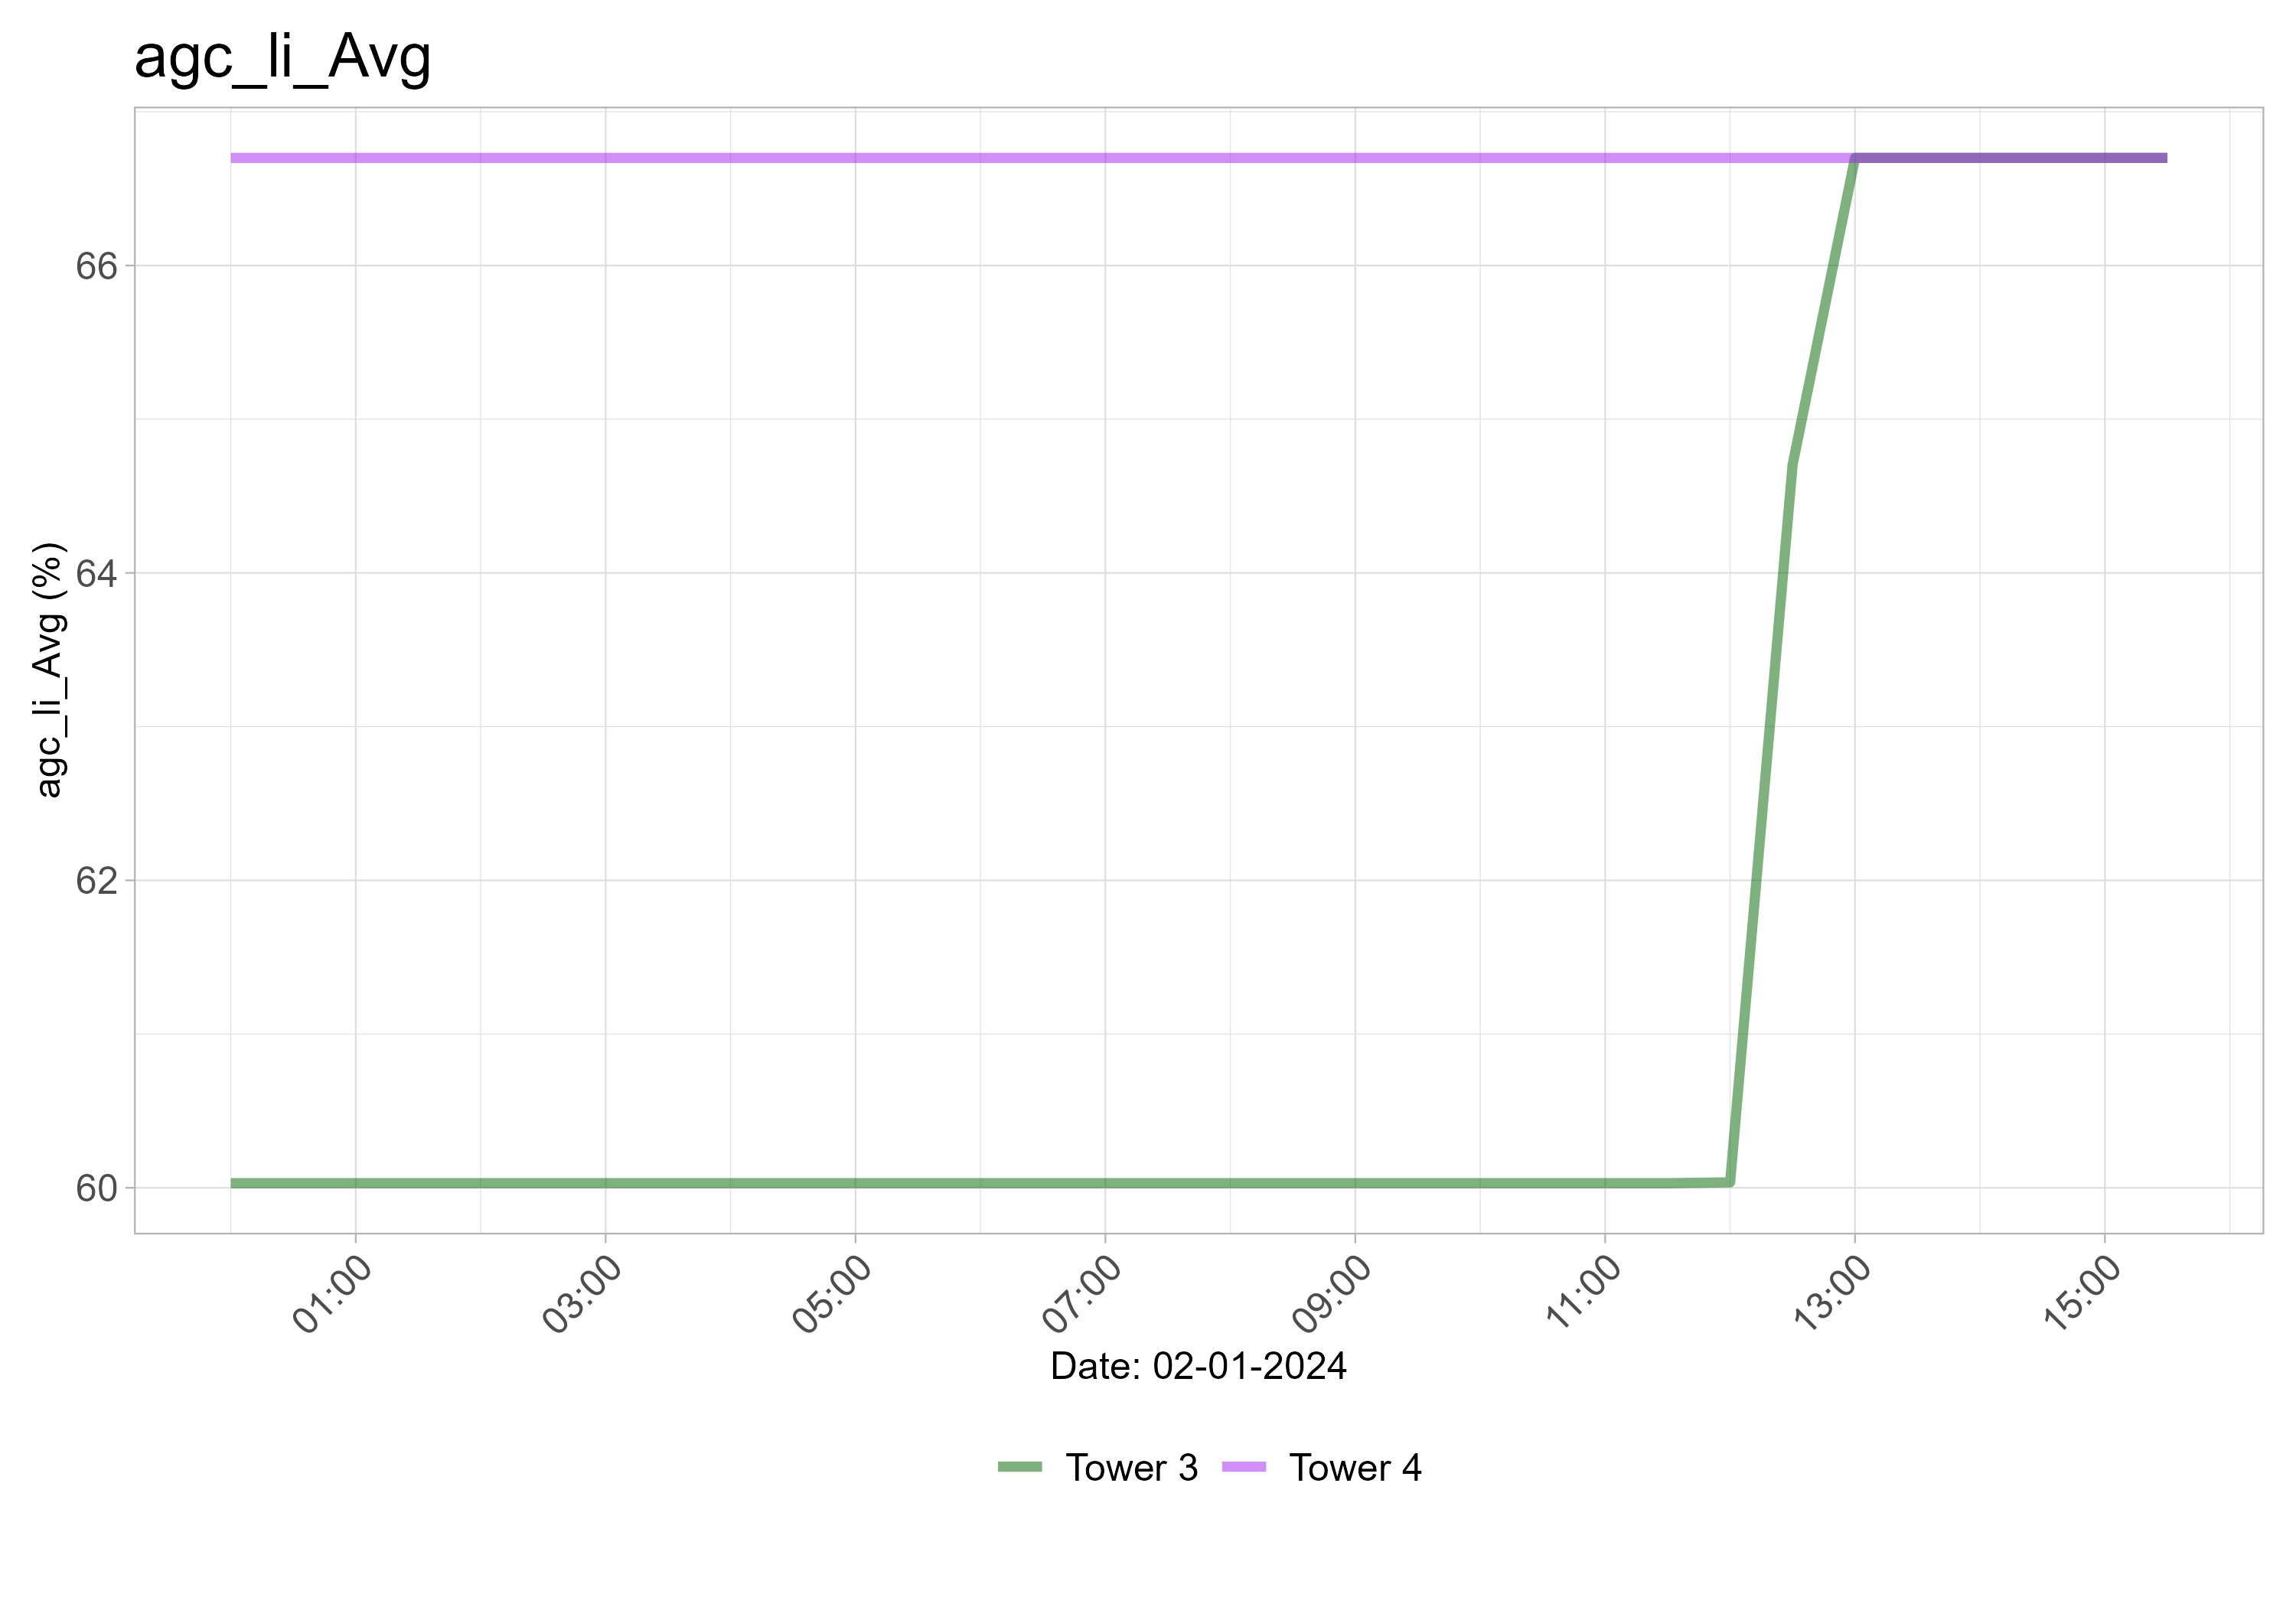 agc_li_Avg
agc_li_Avg (%)
66
64
62
60
01:00 03:00 05:00 07:00 09:00 11:00 13:00 15:00
Date: 02-01-2024
Tower 3 Tower 4